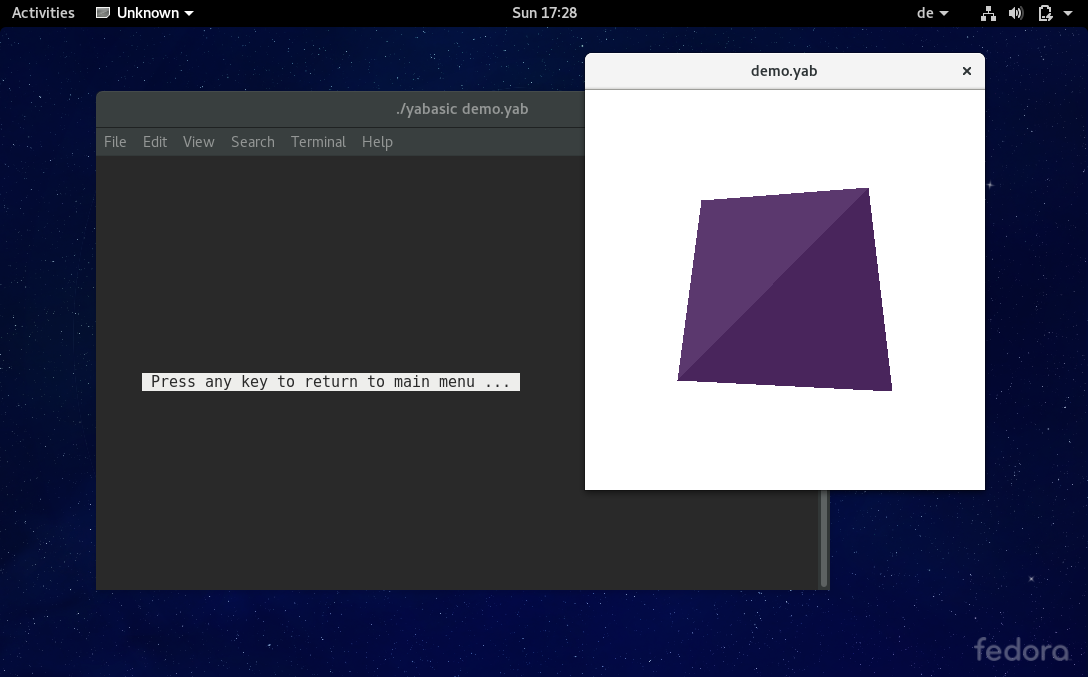 Activities Unknown Sun 17:28 de
demo.yab
./yabasic demo.yab
File Edit View Search Terminal Help
Press any key to return to main menu ...
fedora